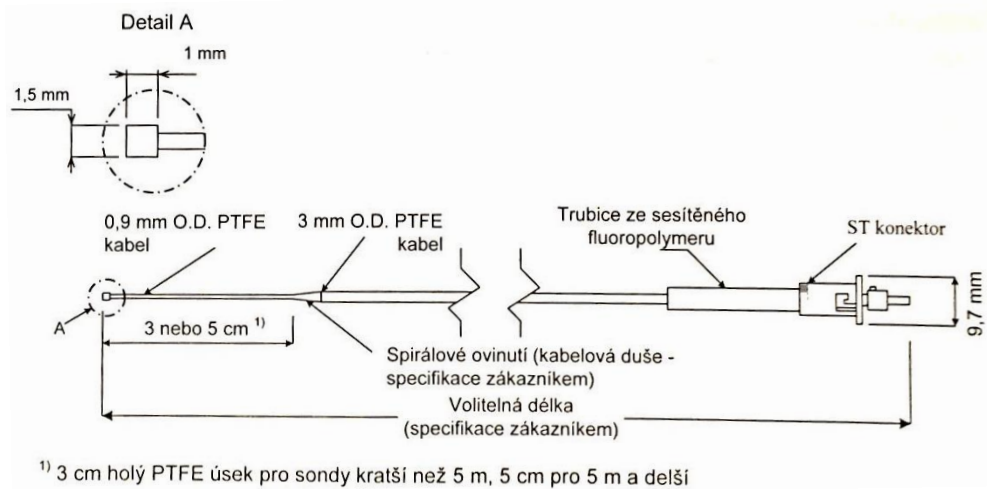 Detail A
1 mm
1,5 mm
0,9 mm O.D. PTFE
kabel
3 mm O.D. PTFE
kabel
Trubice ze sesítěného
fluoropolymeru
ST konektor
9,7 mm
A
3 nebo 5 cm 1)
Spirálové ovinutí (kabelová duše -
specifikace zákazníkem)
Volitelná délka
(specifikace zákazníkem)
1) 3 cm holý PTFE úsek pro sondy kratší než 5 m, 5 cm pro 5 m a delší